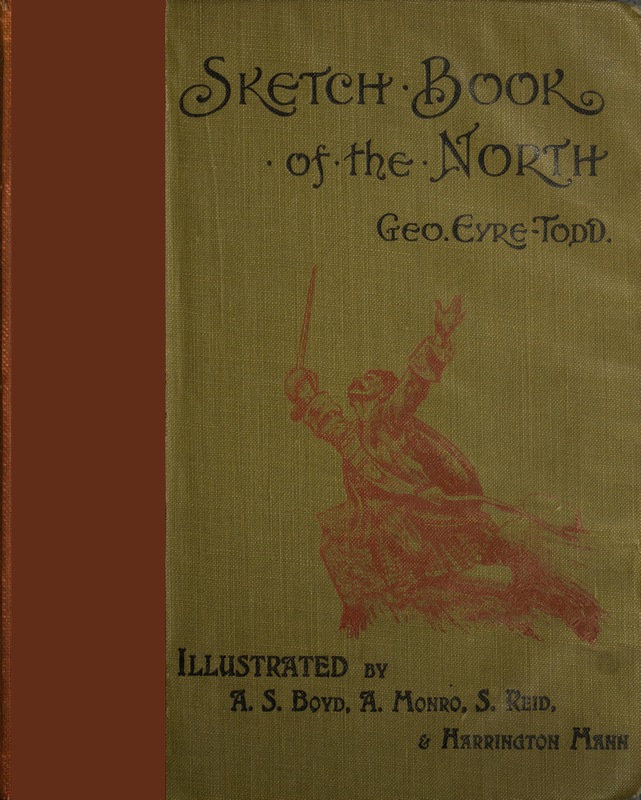 SKETCH · BOOK
· of · the · NORTH
GEO. EYRE-TODD.
ILLUSTRATED BY
A. S. BOYD, A. MONRO, S. REID,
& HARRINGTON MANN